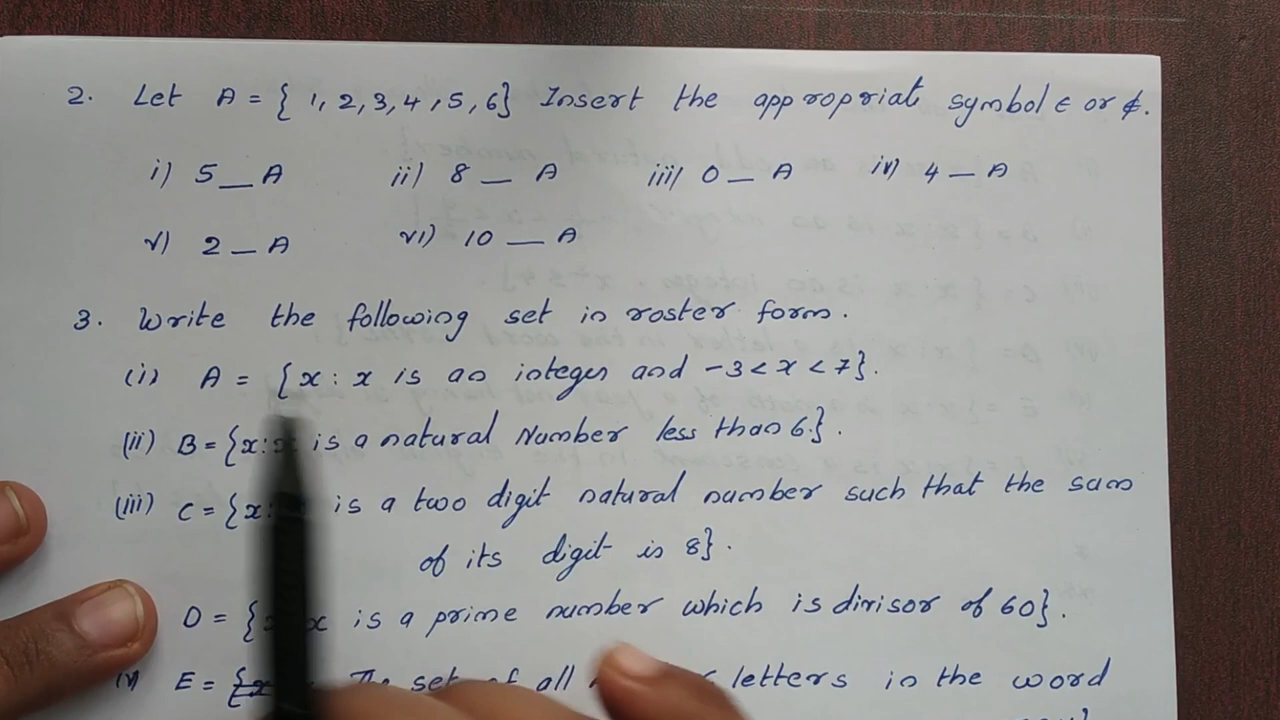 2. Let A = { 1, 2, 3, 4, 5, 6} Insert the appropriat symbol ∈ or ∉.
i) 5 _ A ii) 8 _ A iii) 0 _ A iv) 4 _ A
v) 2 _ A vi) 10 _ A
3. Write the following set in roster form.
(i) A = {x : x is an integer and -3 < x < 7}.
(ii) B = {x : x is a natural Number less than 6.}.
(iii) C = {x : is a two digit natural number such that the sum
of its digit is 8}.
D = { x is a prime number which is divisor of 60}.
E = { The set of all letters in the word